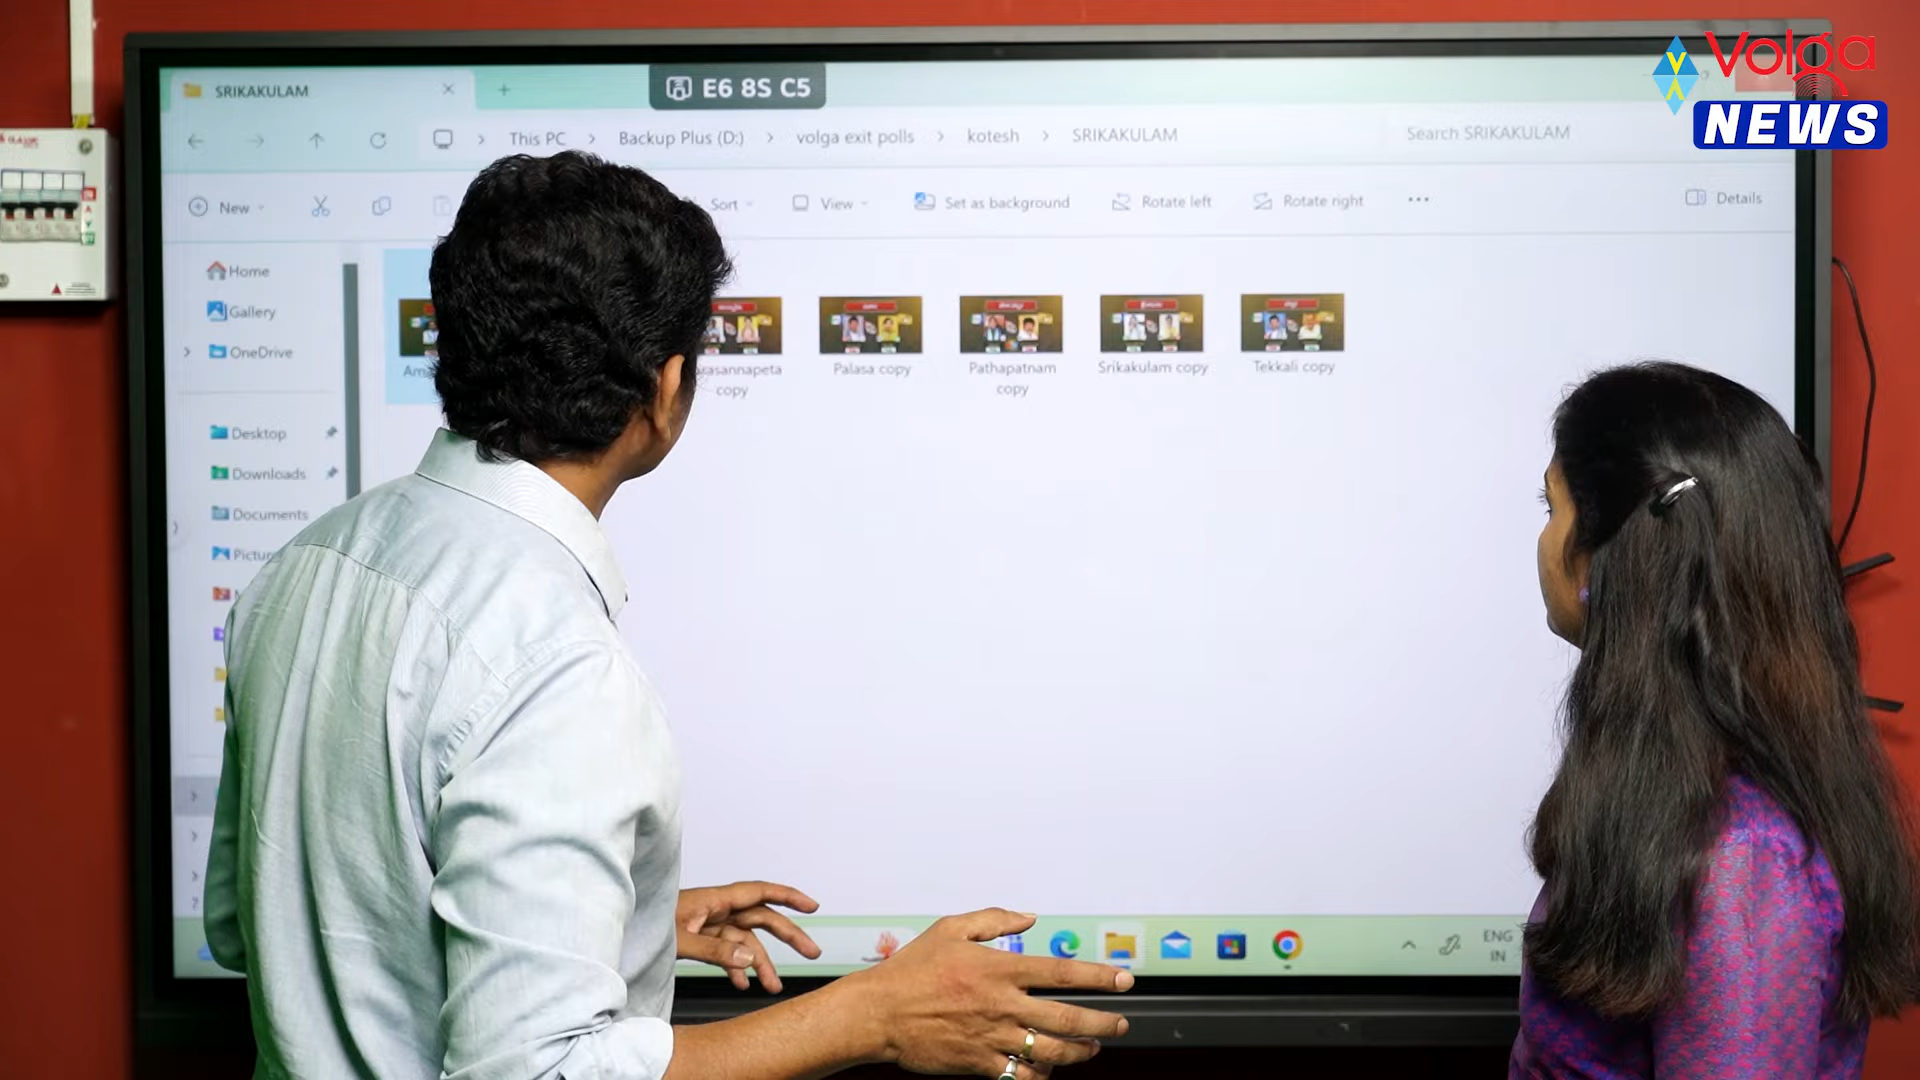 Volga
NEWS
SRIKAKULAM
E6 8S C5
This PC > Backup Plus (D:) > volga exit polls > kotesh > SRIKAKULAM
Search SRIKAKULAM
New
Sort
View
Set as background
Rotate left
Rotate right
...
Details
Home
Gallery
OneDrive
Desktop
Downloads
Documents
Palasa copy
Pathapatnam
copy
Srikakulam copy
Tekkali copy
copy
ENG
IN